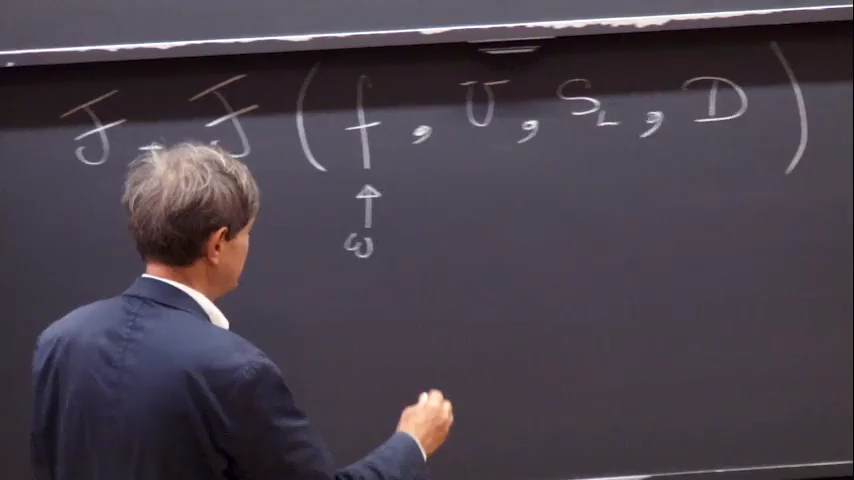 J = J ( f , U , S_L , D )
↑
ω